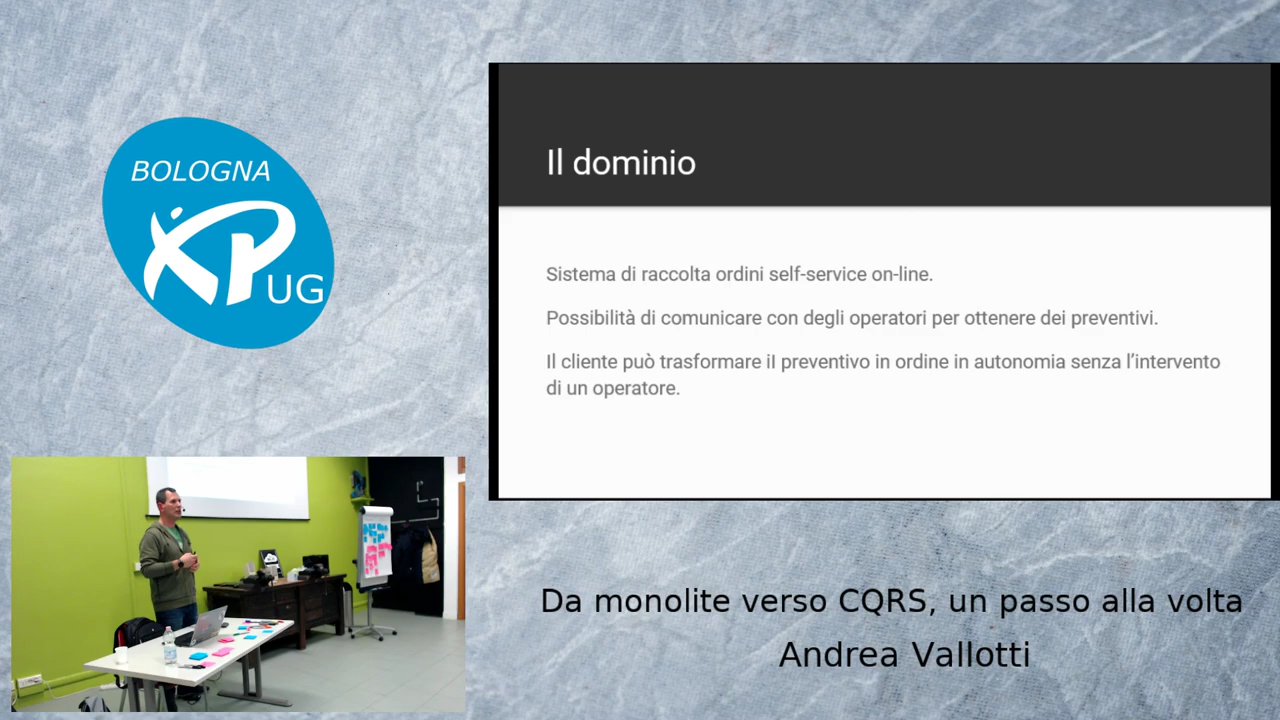 BOLOGNA
XP
UG
Il dominio
Sistema di raccolta ordini self-service on-line.
Possibilità di comunicare con degli operatori per ottenere dei preventivi.
Il cliente può trasformare il preventivo in ordine in autonomia senza l’intervento
di un operatore.
Da monolite verso CQRS, un passo alla volta
Andrea Vallotti